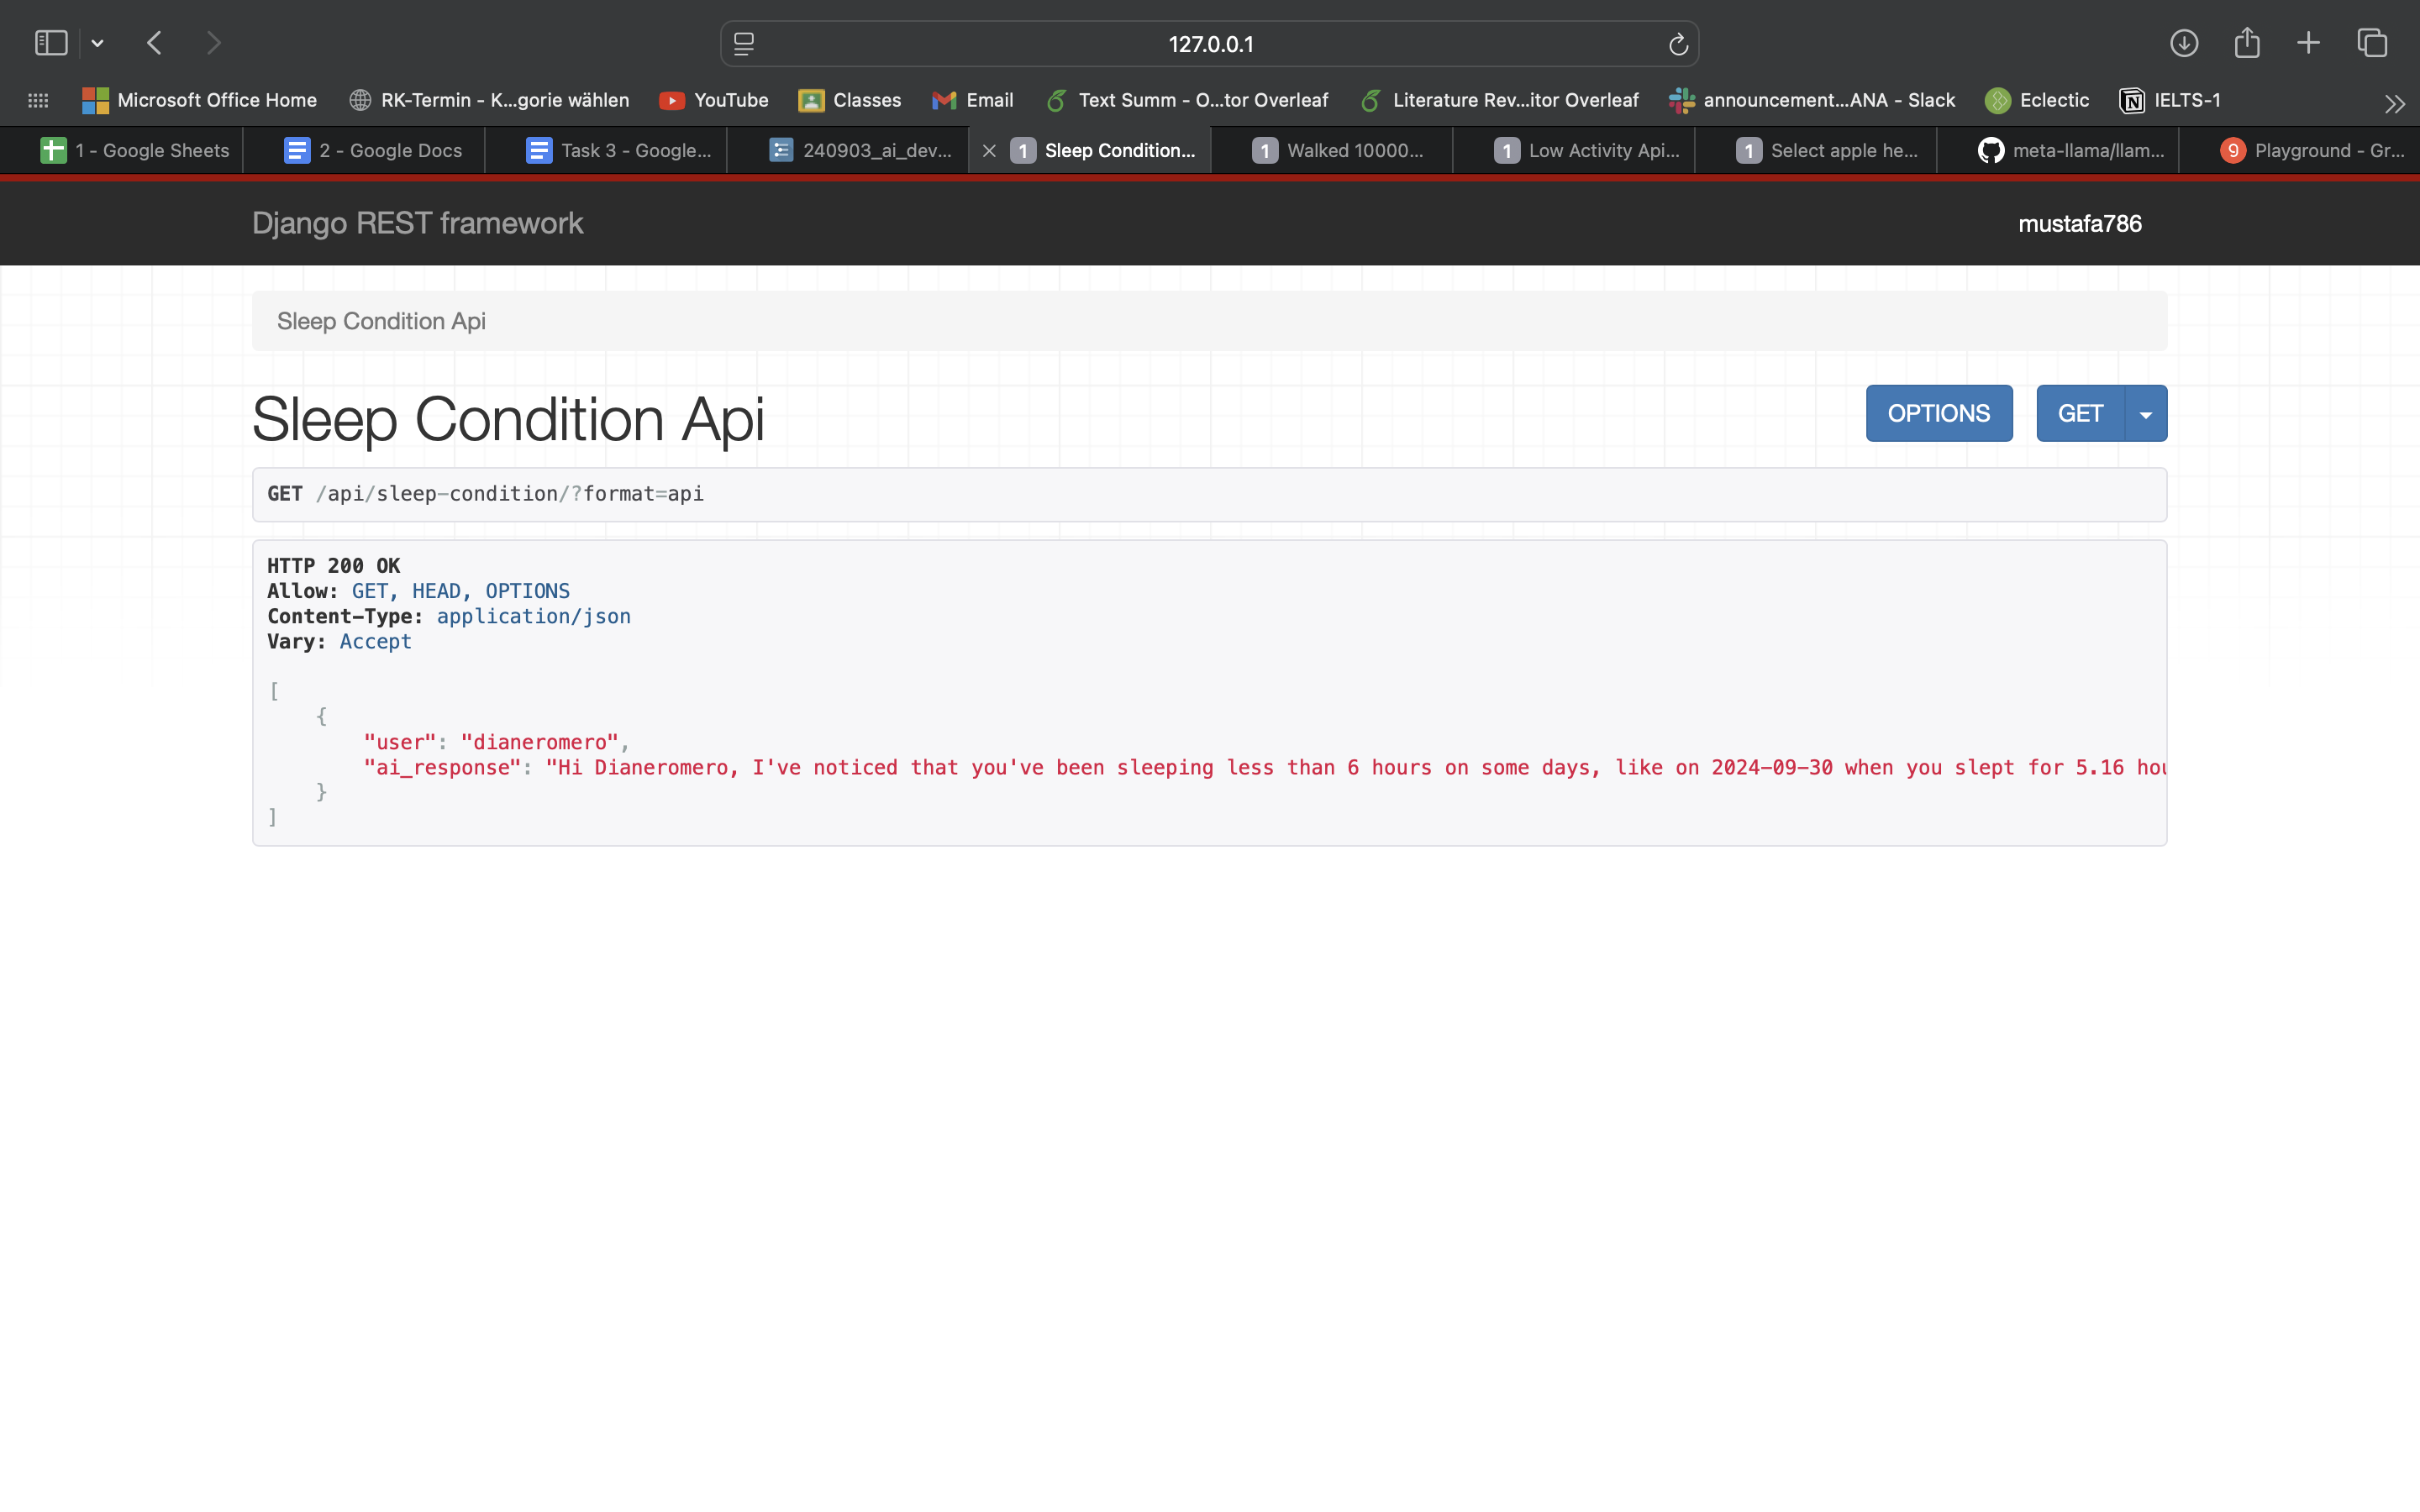 127.0.0.1
Microsoft Office Home RK-Termin - K...gorie wählen YouTube Classes Email Text Summ - O...tor Overleaf Literature Rev...itor Overleaf announcement...ANA - Slack Eclectic IELTS-1
1 - Google Sheets 2 - Google Docs Task 3 - Google... 240903_ai_dev... 1 Sleep Condition... 1 Walked 10000... 1 Low Activity Api... 1 Select apple he... meta-llama/llam... 9 Playground - Gr...
Django REST framework mustafa786
Sleep Condition Api
Sleep Condition Api OPTIONS GET
GET /api/sleep-condition/?format=api
HTTP 200 OK
Allow: GET, HEAD, OPTIONS
Content-Type: application/json
Vary: Accept
[
{
"user": "dianeromero",
"ai_response": "Hi Dianeromero, I've noticed that you've been sleeping less than 6 hours on some days, like on 2024-09-30 when you slept for 5.16 hou
}
]